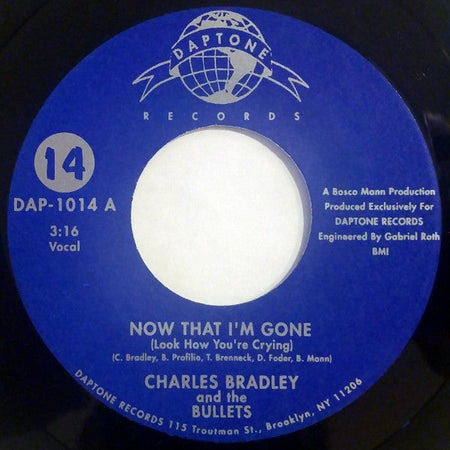 DAPTONE
RECORDS
14
DAP-1014 A
3:16
Vocal
A Bosco Mann Production
Produced Exclusively For
DAPTONE RECORDS
Engineered By Gabriel Roth
BMI
NOW THAT I'M GONE
(Look How You're Crying)
(C. Bradley, B. Profilio, T. Brenneck, D. Foder, B. Mann)
CHARLES BRADLEY
and the
BULLETS
DAPTONE RECORDS 115 Troutman St., Brooklyn, NY 11206